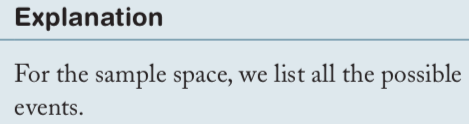 Explanation
For the sample space, we list all the possible
events.